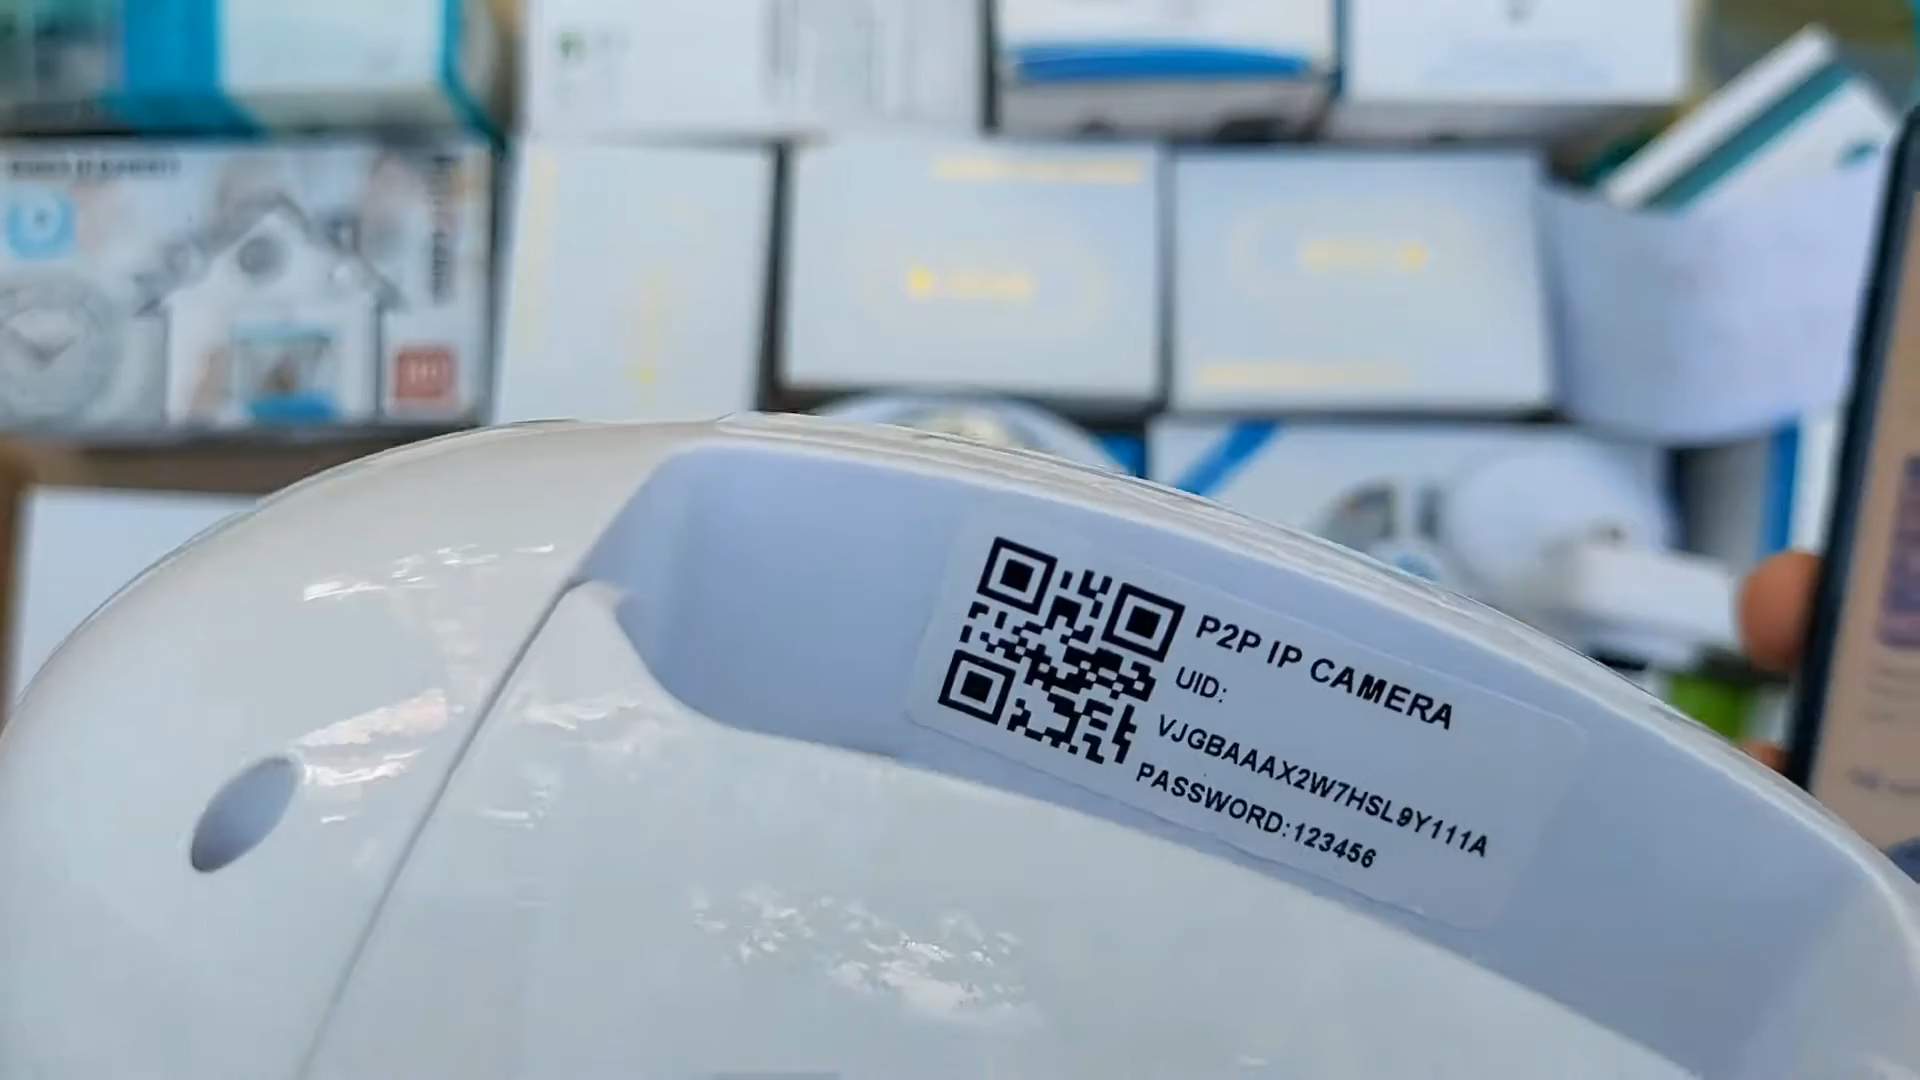 P2P IP CAMERA
UID:
VJGBAAAX2W7HSL9Y111A
PASSWORD:123456